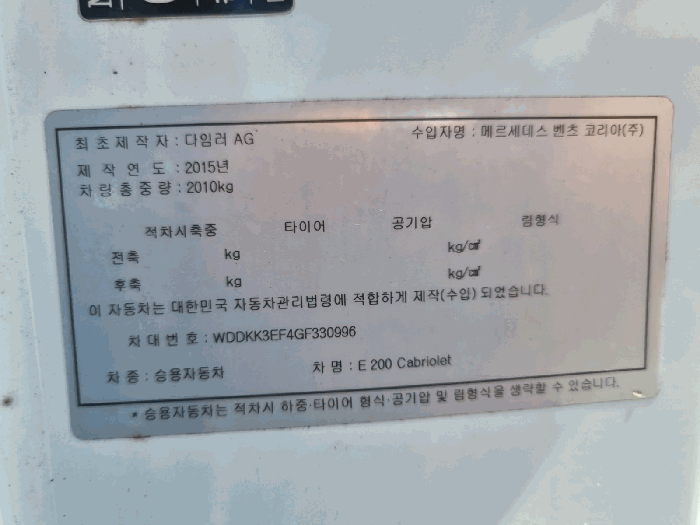 최초제작자 : 다임러 AG 수입자명 : 메르세데스 벤츠 코리아(주)
제작연도 : 2015년
차량총중량 : 2010kg
적차시축중 타이어 공기압 림형식
전축 kg kg/㎠
후축 kg kg/㎠
이 자동차는 대한민국 자동차관리법령에 적합하게 제작(수입) 되었습니다.
차대번호 : WDDKK3EF4GF330996
차종 : 승용자동차 차명 : E 200 Cabriolet
* 승용자동차는 적차시 하중·타이어 형식·공기압 및 림형식을 생략할 수 있습니다.